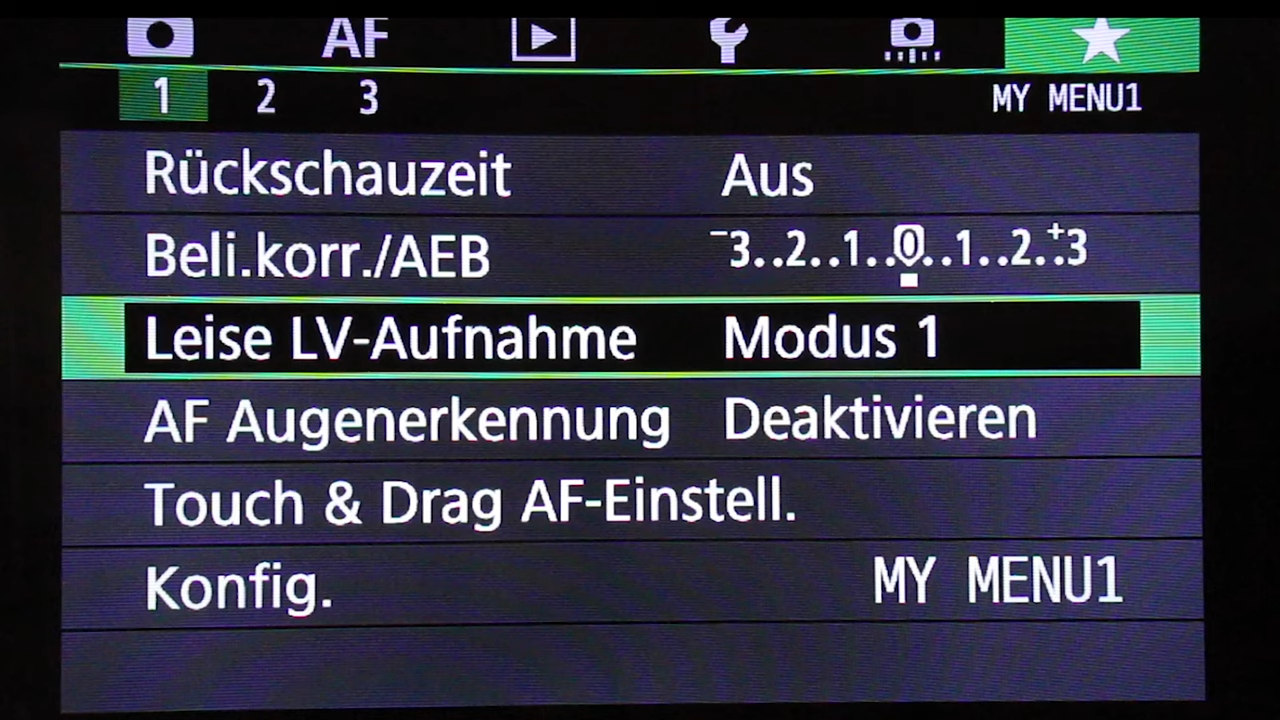 AF
1 2 3 MY MENU1
Rückschauzeit Aus
Beli.korr./AEB -3..2..1..0..1..2..+3
Leise LV-Aufnahme Modus 1
AF Augenerkennung Deaktivieren
Touch & Drag AF-Einstell.
Konfig. MY MENU1